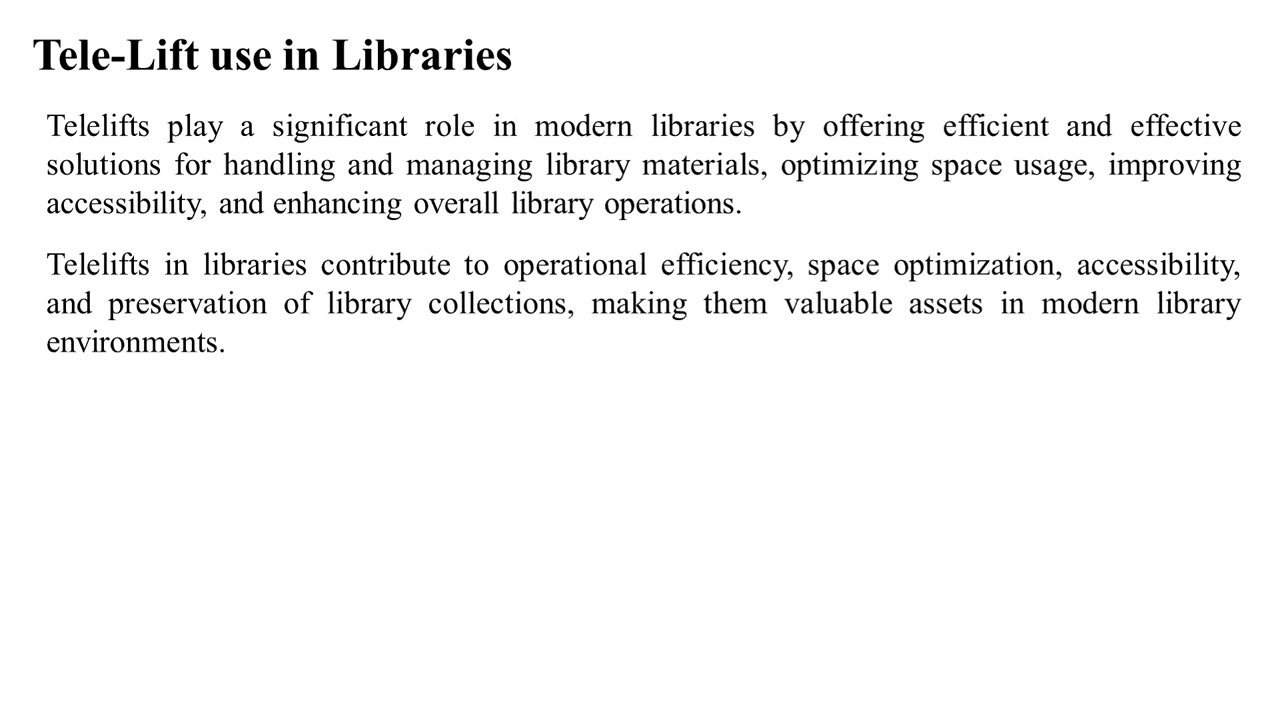 Tele-Lift use in Libraries
Telelifts play a significant role in modern libraries by offering efficient and effective
solutions for handling and managing library materials, optimizing space usage, improving
accessibility, and enhancing overall library operations.
Telelifts in libraries contribute to operational efficiency, space optimization, accessibility,
and preservation of library collections, making them valuable assets in modern library
environments.